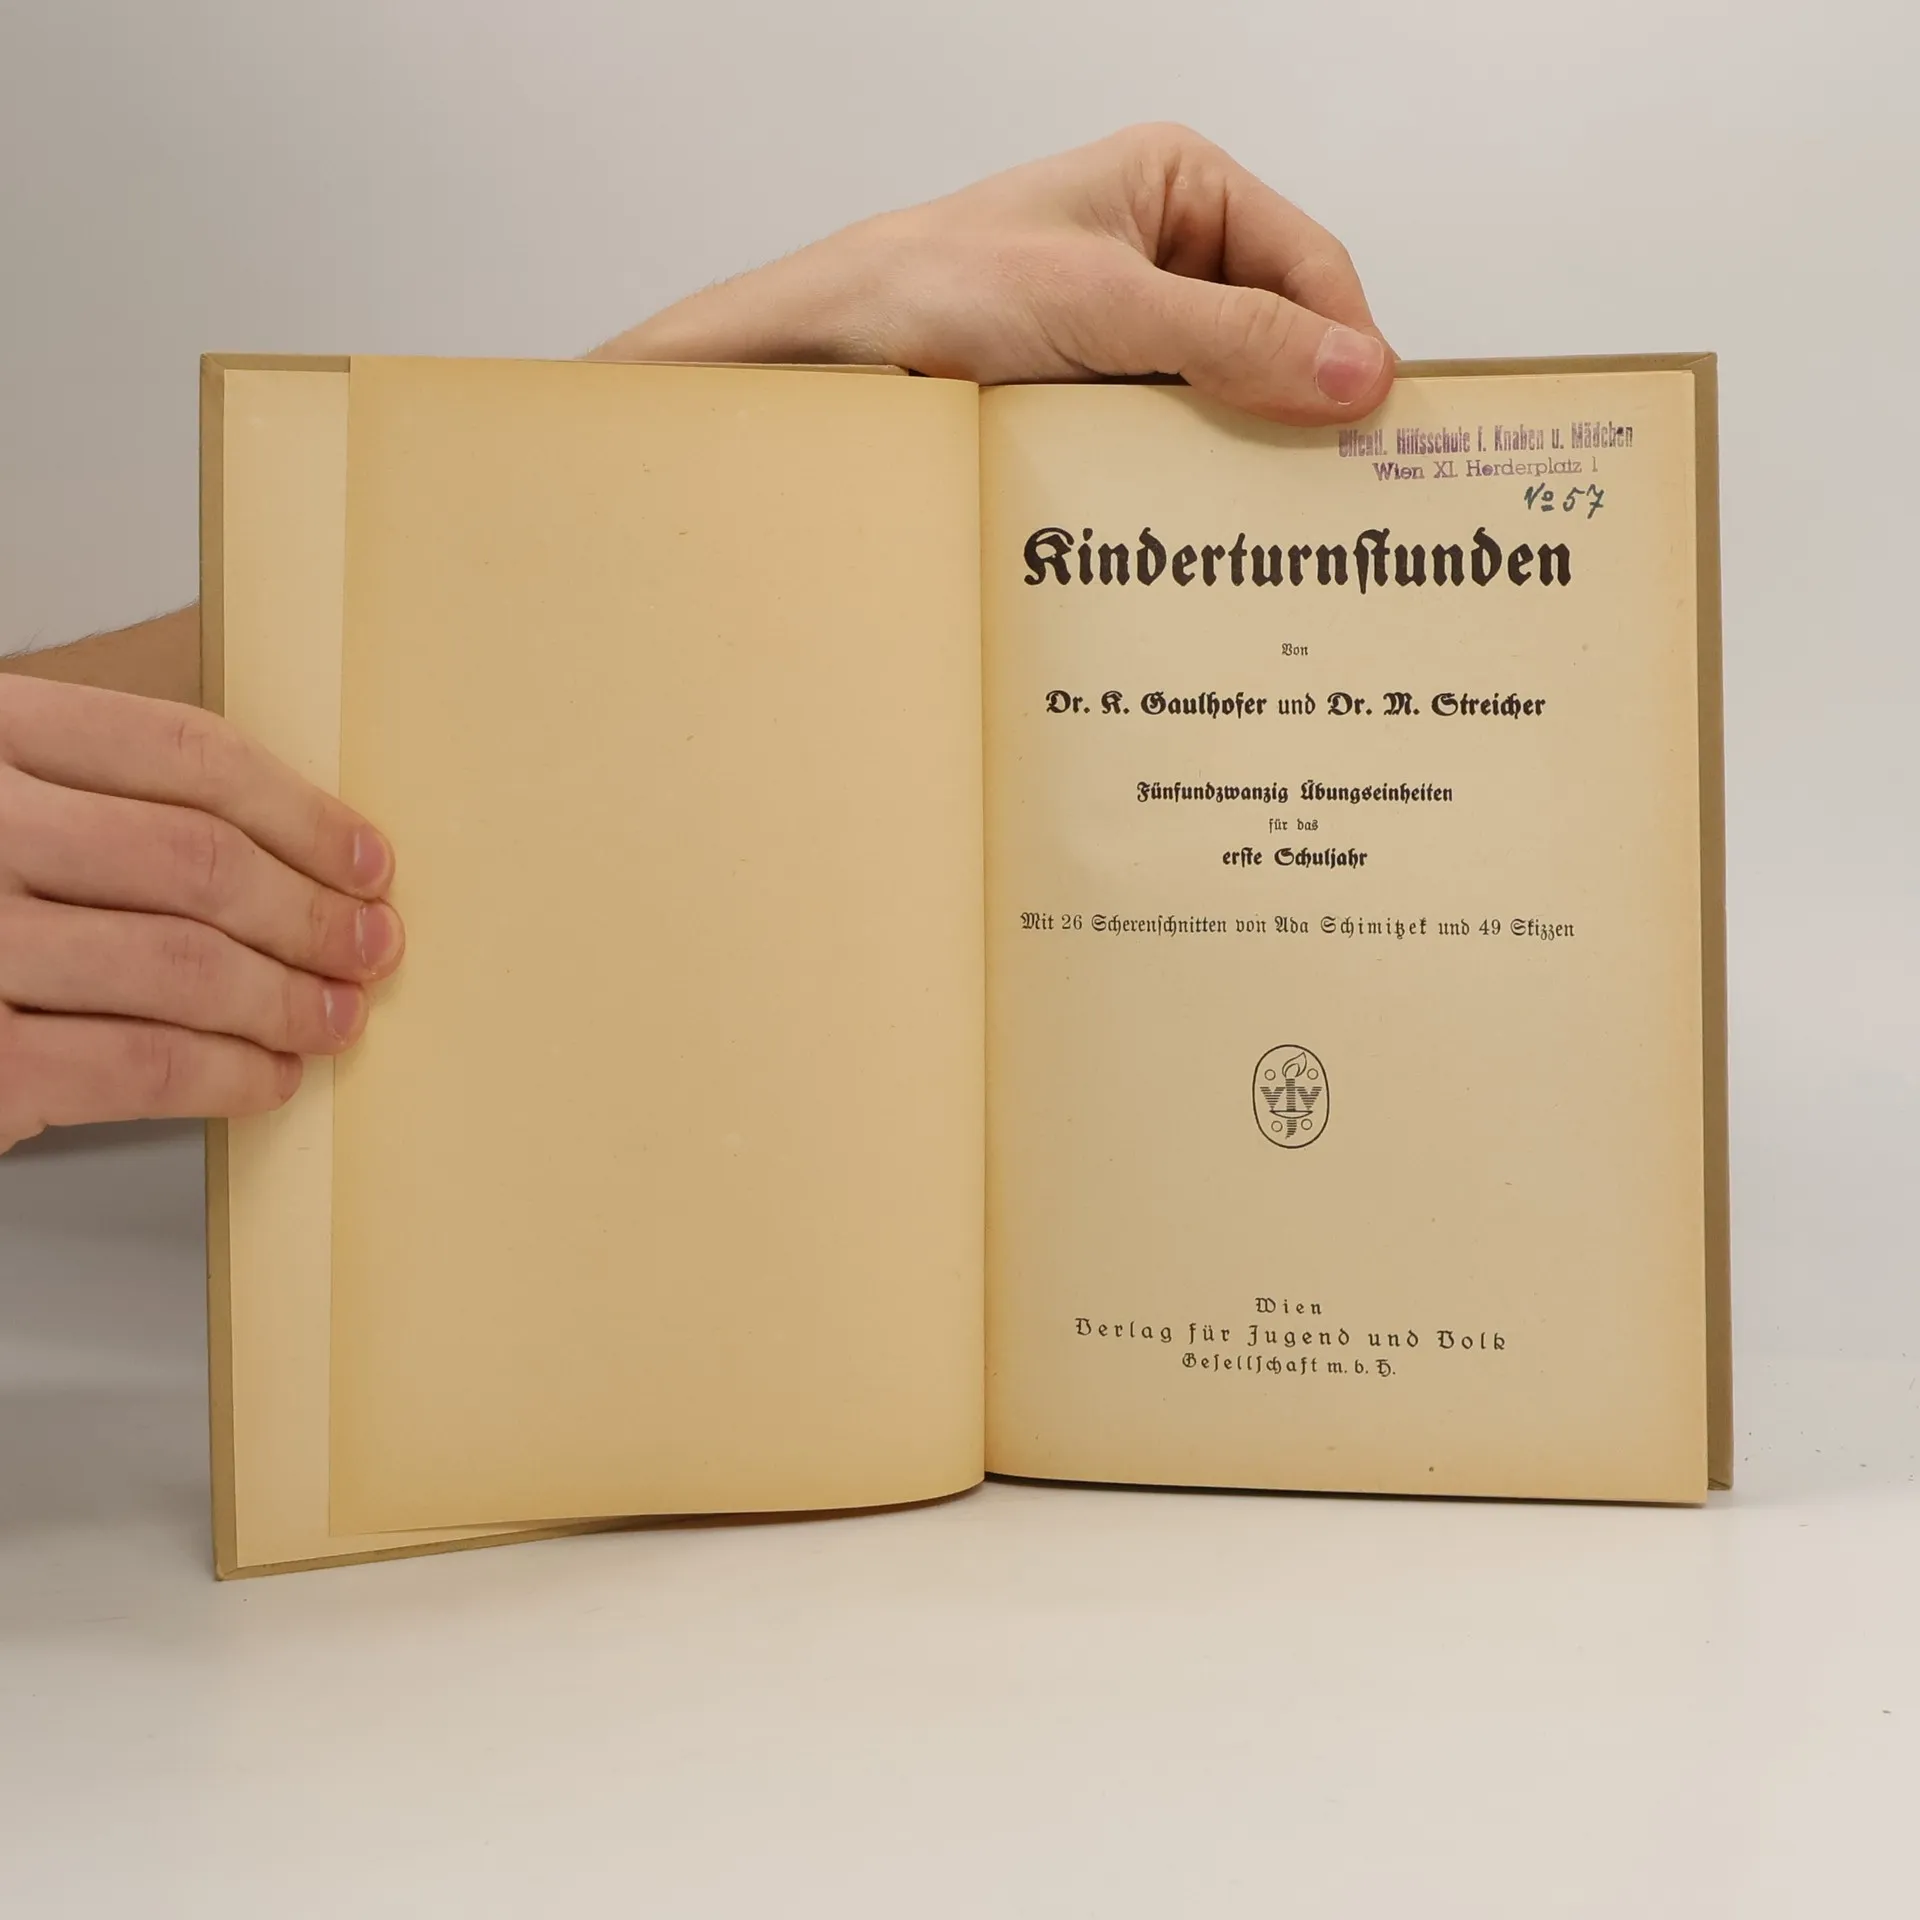 Öffentl. Hilfsschule f. Knaben u. Mädchen
Wien XI. Herderplatz 1
No 57
Kinderturnſtunden
Von
Dr. K. Gaulhofer und Dr. M. Streicher
Fünfundzwanzig Übungseinheiten
für das
erſte Schuljahr
Mit 26 Scherenſchnitten von Ada Schimitzek und 49 Skizzen
vjv
Wien
Verlag für Jugend und Volk
Geſellſchaft m. b. H.